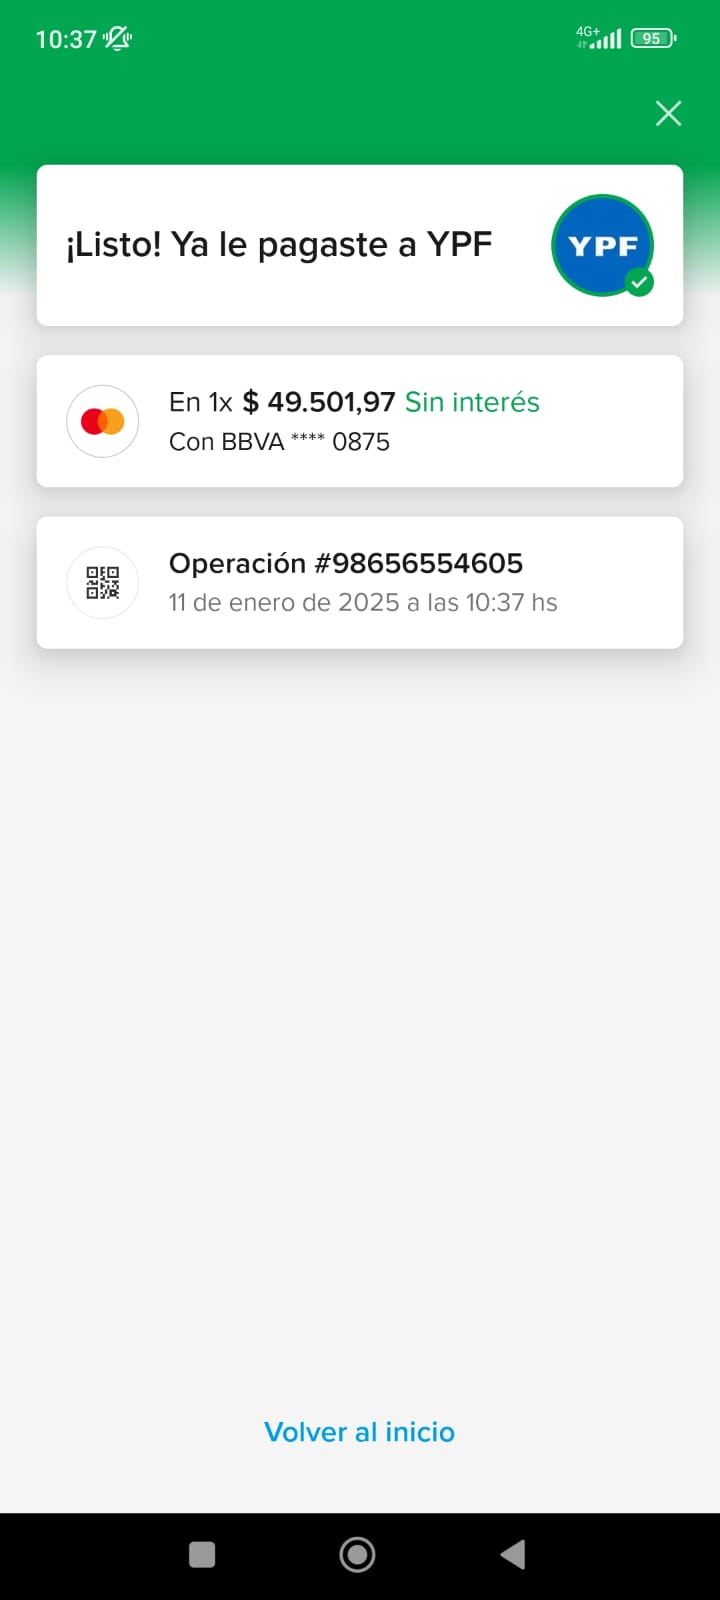 10:37
4G+
95
¡Listo! Ya le pagaste a YPF
YPF
En 1x $ 49.501,97 Sin interés
Con BBVA **** 0875
Operación #98656554605
11 de enero de 2025 a las 10:37 hs
Volver al inicio